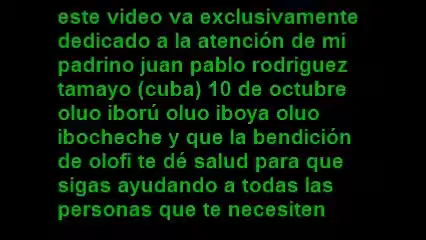 este video va exclusivamente
dedicado a la atención de mi
padrino juan pablo rodriguez
tamayo (cuba) 10 de octubre
oluo iború oluo iboya oluo
ibocheche y que la bendición
de olofi te dé salud para que
sigas ayudando a todas las
personas que te necesiten